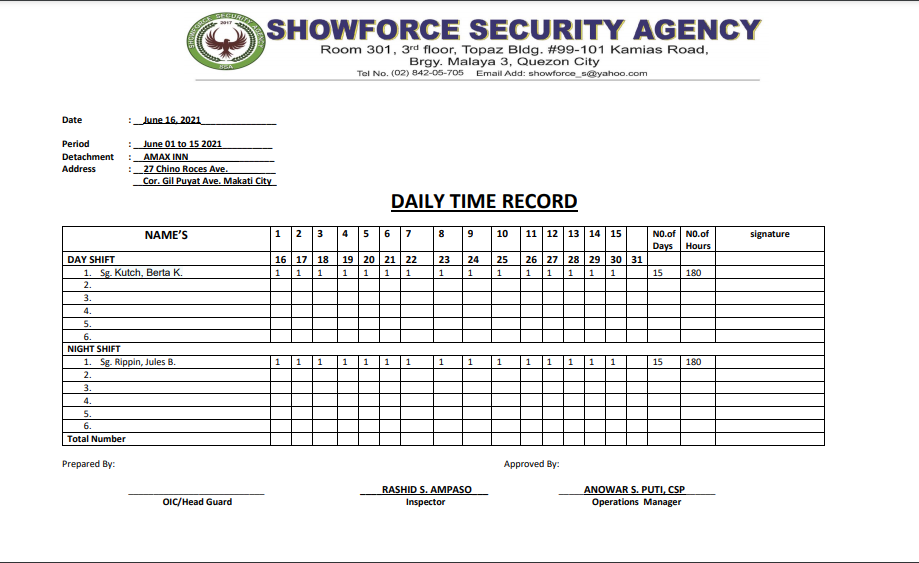 SHOWFORCE SECURITY AGENCY
2017
SHOWFORCE SECURITY AGENCY
SSA
Room 301, 3rd floor, Topaz Bldg. #99-101 Kamias Road,
Brgy. Malaya 3, Quezon City
Tel No. (02) 842-05-705 Email Add: showforce_s@yahoo.com
Date : June 16, 2021
Period : June 01 to 15 2021
Detachment : AMAX INN
Address : 27 Chino Roces Ave.
Cor. Gil Puyat Ave. Makati City
DAILY TIME RECORD
NAME'S 1 2 3 4 5 6 7 8 9 10 11 12 13 14 15 N0.of Days N0.of Hours signature
DAY SHIFT 16 17 18 19 20 21 22 23 24 25 26 27 28 29 30 31
1. Sg. Kutch, Berta K. 1 1 1 1 1 1 1 1 1 1 1 1 1 1 1 15 180
2.
3.
4.
5.
6.
NIGHT SHIFT
1. Sg. Rippin, Jules B. 1 1 1 1 1 1 1 1 1 1 1 1 1 1 1 15 180
2.
3.
4.
5.
6.
Total Number
Prepared By: Approved By:
RASHID S. AMPASO ANOWAR S. PUTI, CSP
OIC/Head Guard Inspector Operations Manager